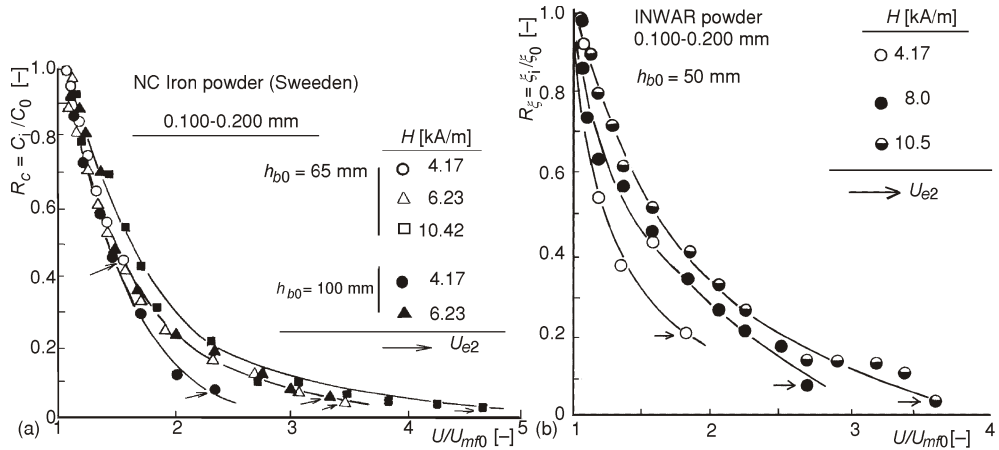 NC Iron powder (Sweeden)
0.100-0.200 mm
H [kA/m]
h_b0 = 65 mm
4.17
6.23
10.42
h_b0 = 100 mm
4.17
6.23
U_e2
R_C = C_i/C_0 [–]
1.0
0.8
0.6
0.4
0.2
0
1
2
3
4
5
(a)
U/U_mf0 [–]
INWAR powder
0.100-0.200 mm
h_b0 = 50 mm
H [kA/m]
4.17
8.0
10.5
U_e2
R_ξ = ξ_i/ξ_0 [–]
1.0
0.8
0.6
0.4
0.2
0
1
2
3
4
(b)
U/U_mf0 [–]